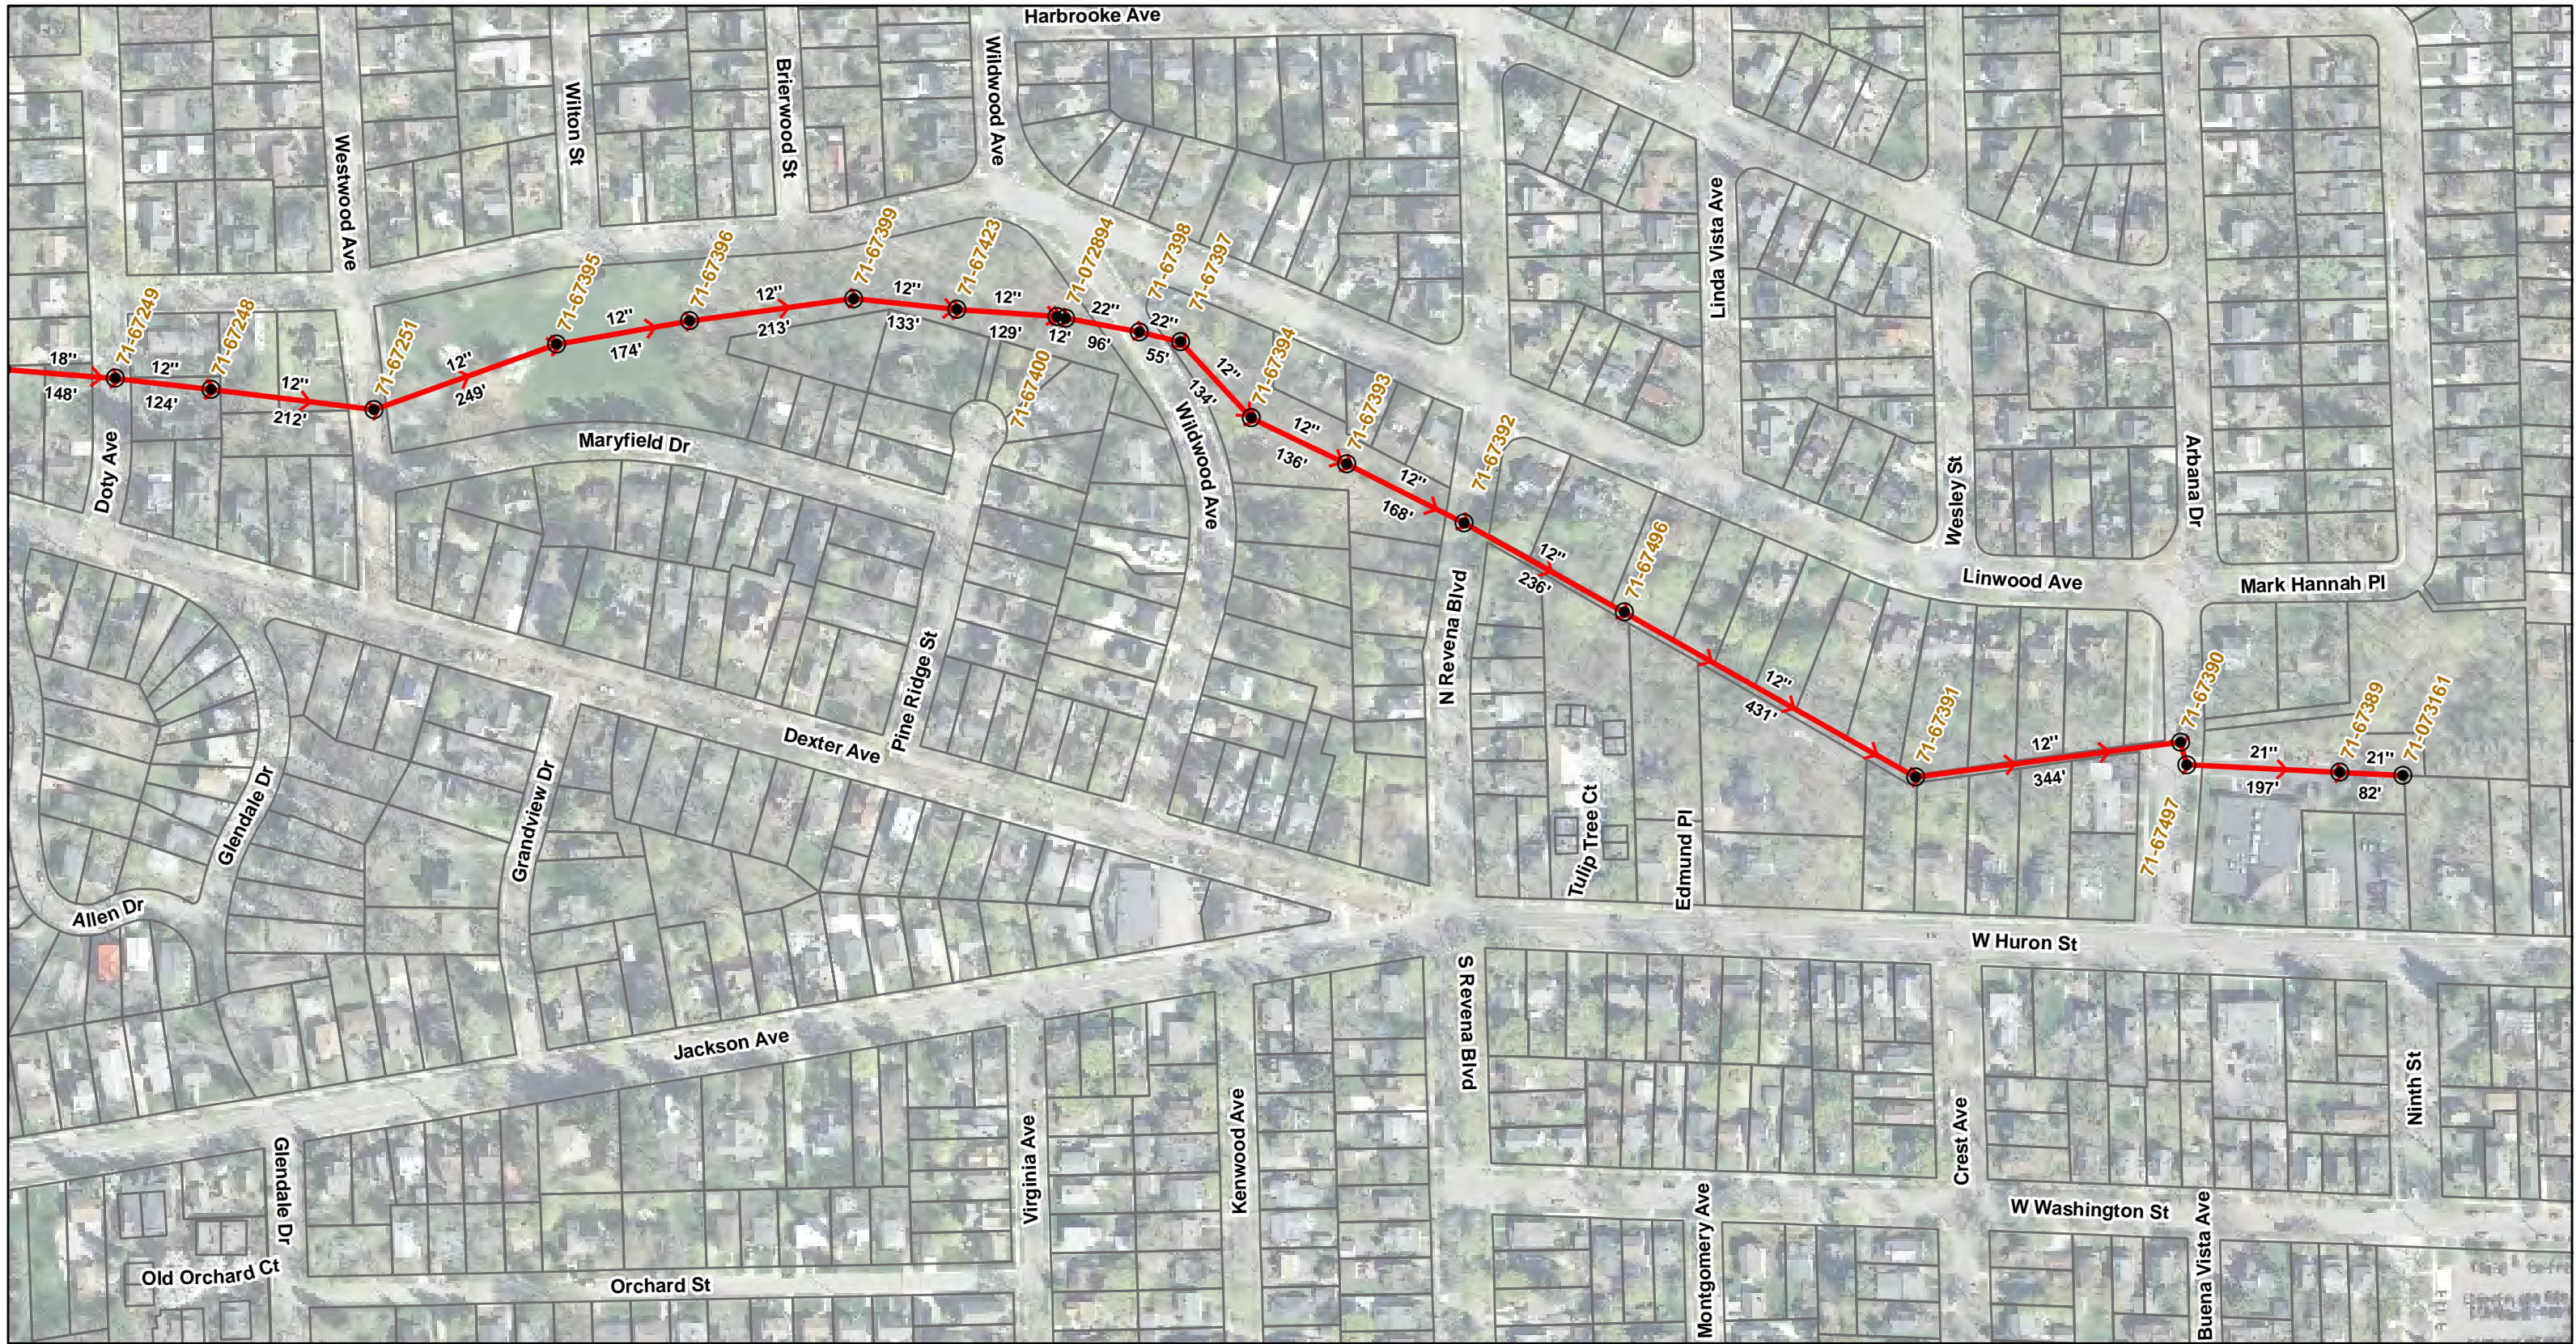 Harbrooke Ave
Wildwood Ave
Brierwood St
Wilton St
Westwood Ave
Linda Vista Ave
71-67399
71-67423
71-072894
71-67398
71-67397
71-67396
71-67395
71-67249
71-67248
71-67251
71-67400
71-67394
71-67393
71-67392
71-67496
71-67391
71-67390
71-67497
71-67389
71-073161
18"
148'
12"
124'
12"
212'
12"
249'
12"
174'
12"
213'
12"
133'
12"
129'
12'
22"
96'
22"
55'
12"
134'
12"
136'
12"
168'
12"
236'
12"
431'
12"
344'
21"
197'
21"
82'
Doty Ave
Maryfield Dr
Wildwood Ave
Wesley St
Arbana Dr
Linwood Ave
Mark Hannah Pl
N Revena Blvd
Pine Ridge St
Dexter Ave
Glendale Dr
Grandview Dr
Tulip Tree Ct
Edmund Pl
Allen Dr
W Huron St
S Revena Blvd
Jackson Ave
Ninth St
Crest Ave
Kenwood Ave
Virginia Ave
Glendale Dr
Montgomery Ave
W Washington St
Buena Vista Ave
Old Orchard Ct
Orchard St